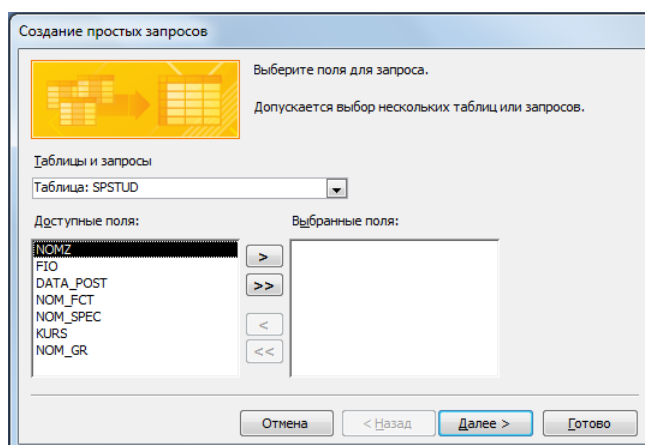 Создание простых запросов
Выберите поля для запроса.
Допускается выбор нескольких таблиц или запросов.
Таблицы и запросы
Таблица: SPSTUD
Доступные поля:
Выбранные поля:
NOMZ
FIO
DATA_POST
NOM_FCT
NOM_SPEC
KURS
NOM_GR
>
>>
<
<<
Отмена
< Назад
Далее >
Готово